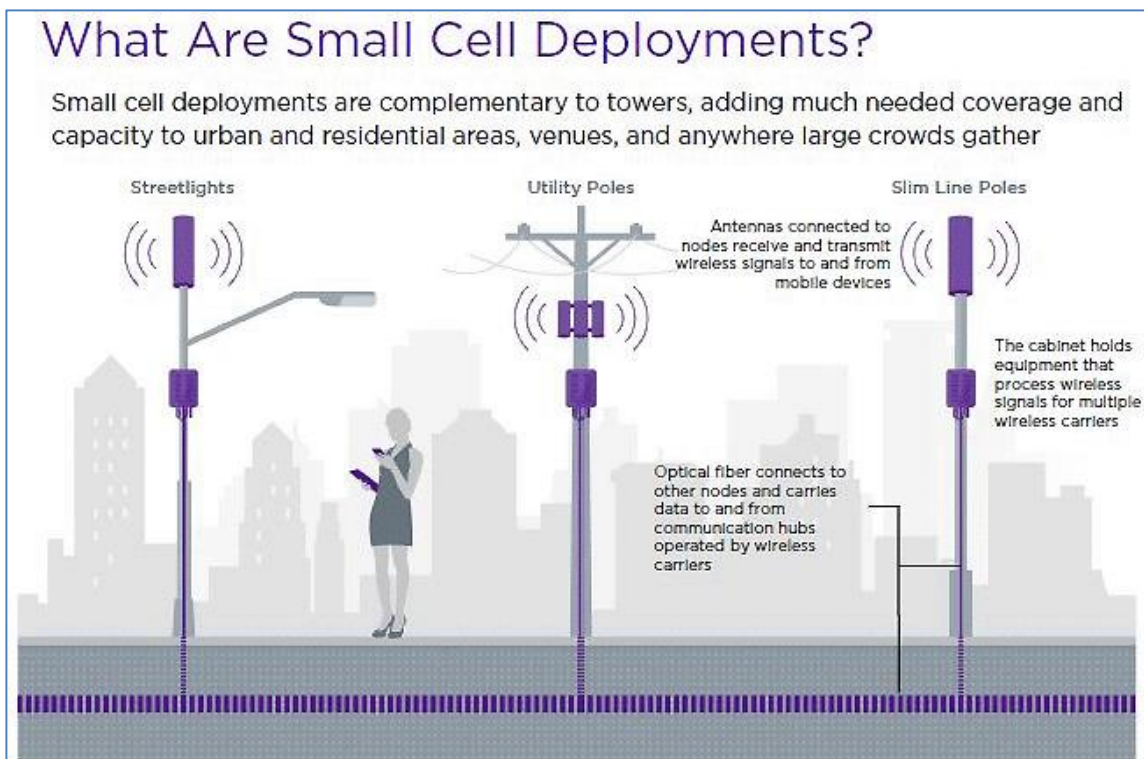 What Are Small Cell Deployments?
Small cell deployments are complementary to towers, adding much needed coverage and
capacity to urban and residential areas, venues, and anywhere large crowds gather
Streetlights
Utility Poles
Slim Line Poles
Antennas connected to
nodes receive and transmit
wireless signals to and from
mobile devices
The cabinet holds
equipment that
process wireless
signals for multiple
wireless carriers
Optical fiber connects to
other nodes and carries
data to and from
communication hubs
operated by wireless
carriers